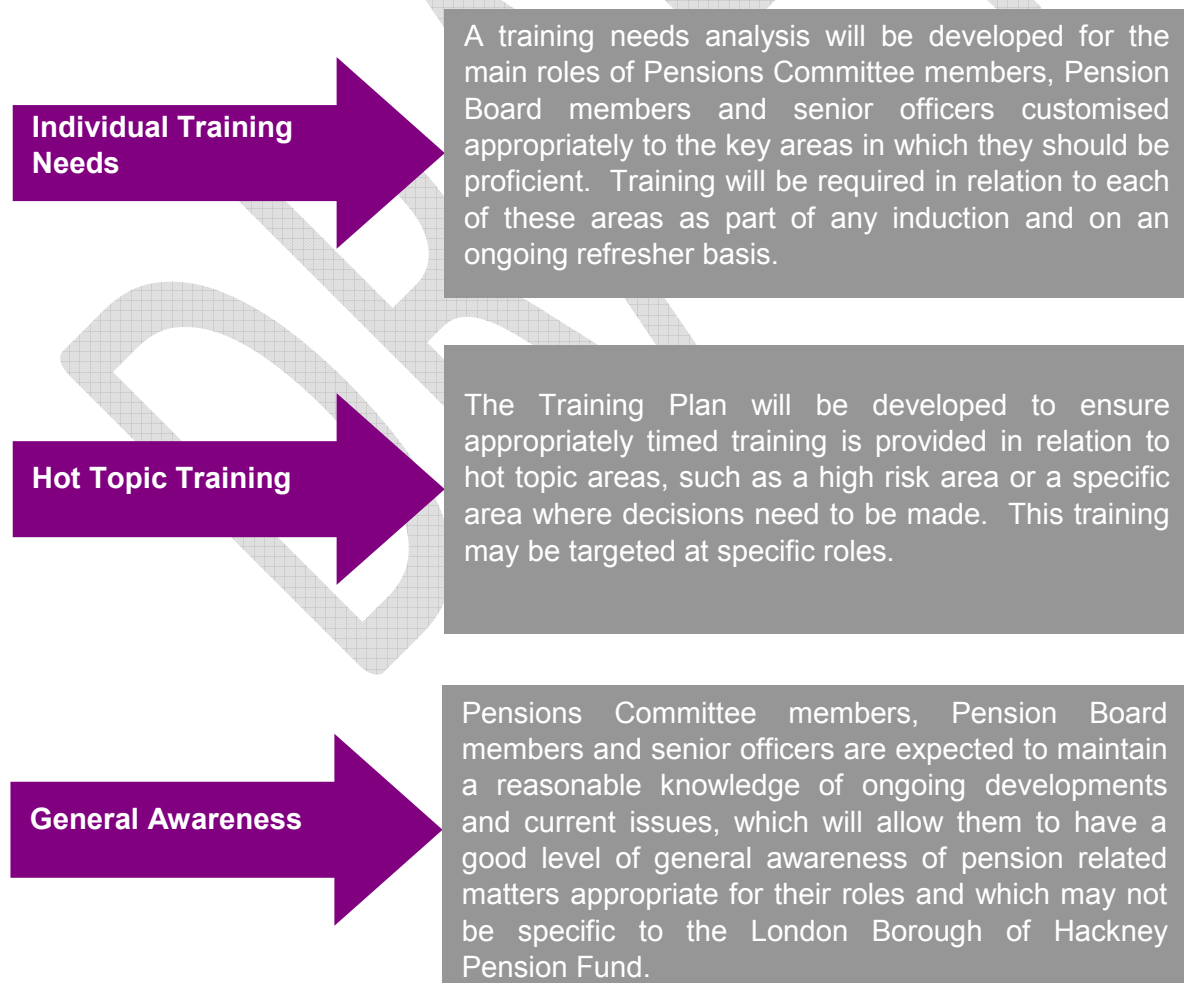 Individual Training
Needs
A training needs analysis will be developed for the
main roles of Pensions Committee members, Pension
Board members and senior officers customised
appropriately to the key areas in which they should be
proficient. Training will be required in relation to each
of these areas as part of any induction and on an
ongoing refresher basis.
Hot Topic Training
The Training Plan will be developed to ensure
appropriately timed training is provided in relation to
hot topic areas, such as a high risk area or a specific
area where decisions need to be made. This training
may be targeted at specific roles.
General Awareness
Pensions Committee members, Pension Board
members and senior officers are expected to maintain
a reasonable knowledge of ongoing developments
and current issues, which will allow them to have a
good level of general awareness of pension related
matters appropriate for their roles and which may not
be specific to the London Borough of Hackney
Pension Fund.